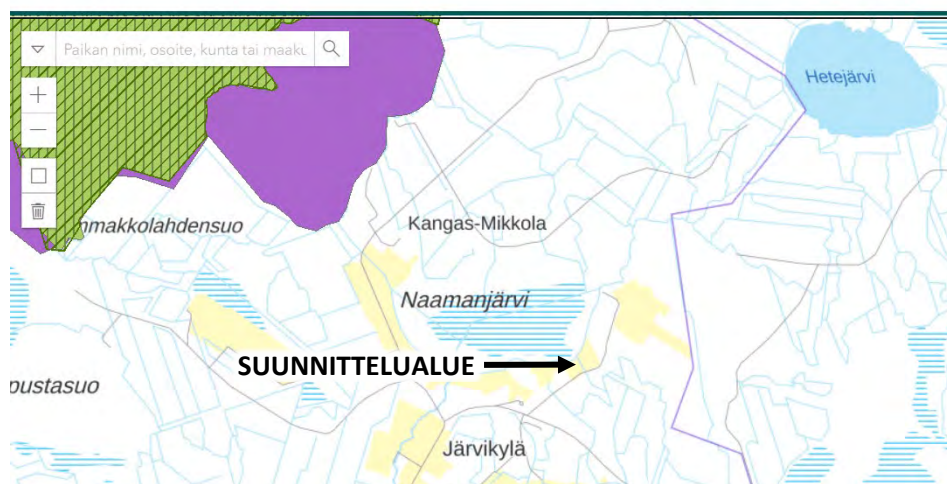 Paikan nimi, osoite, kunta tai maaku
Hetejärvi
mmakkolahdensuo
Kangas-Mikkola
Naamanjärvi
SUUNNITTELUALUE
oustasuo
Järvikylä